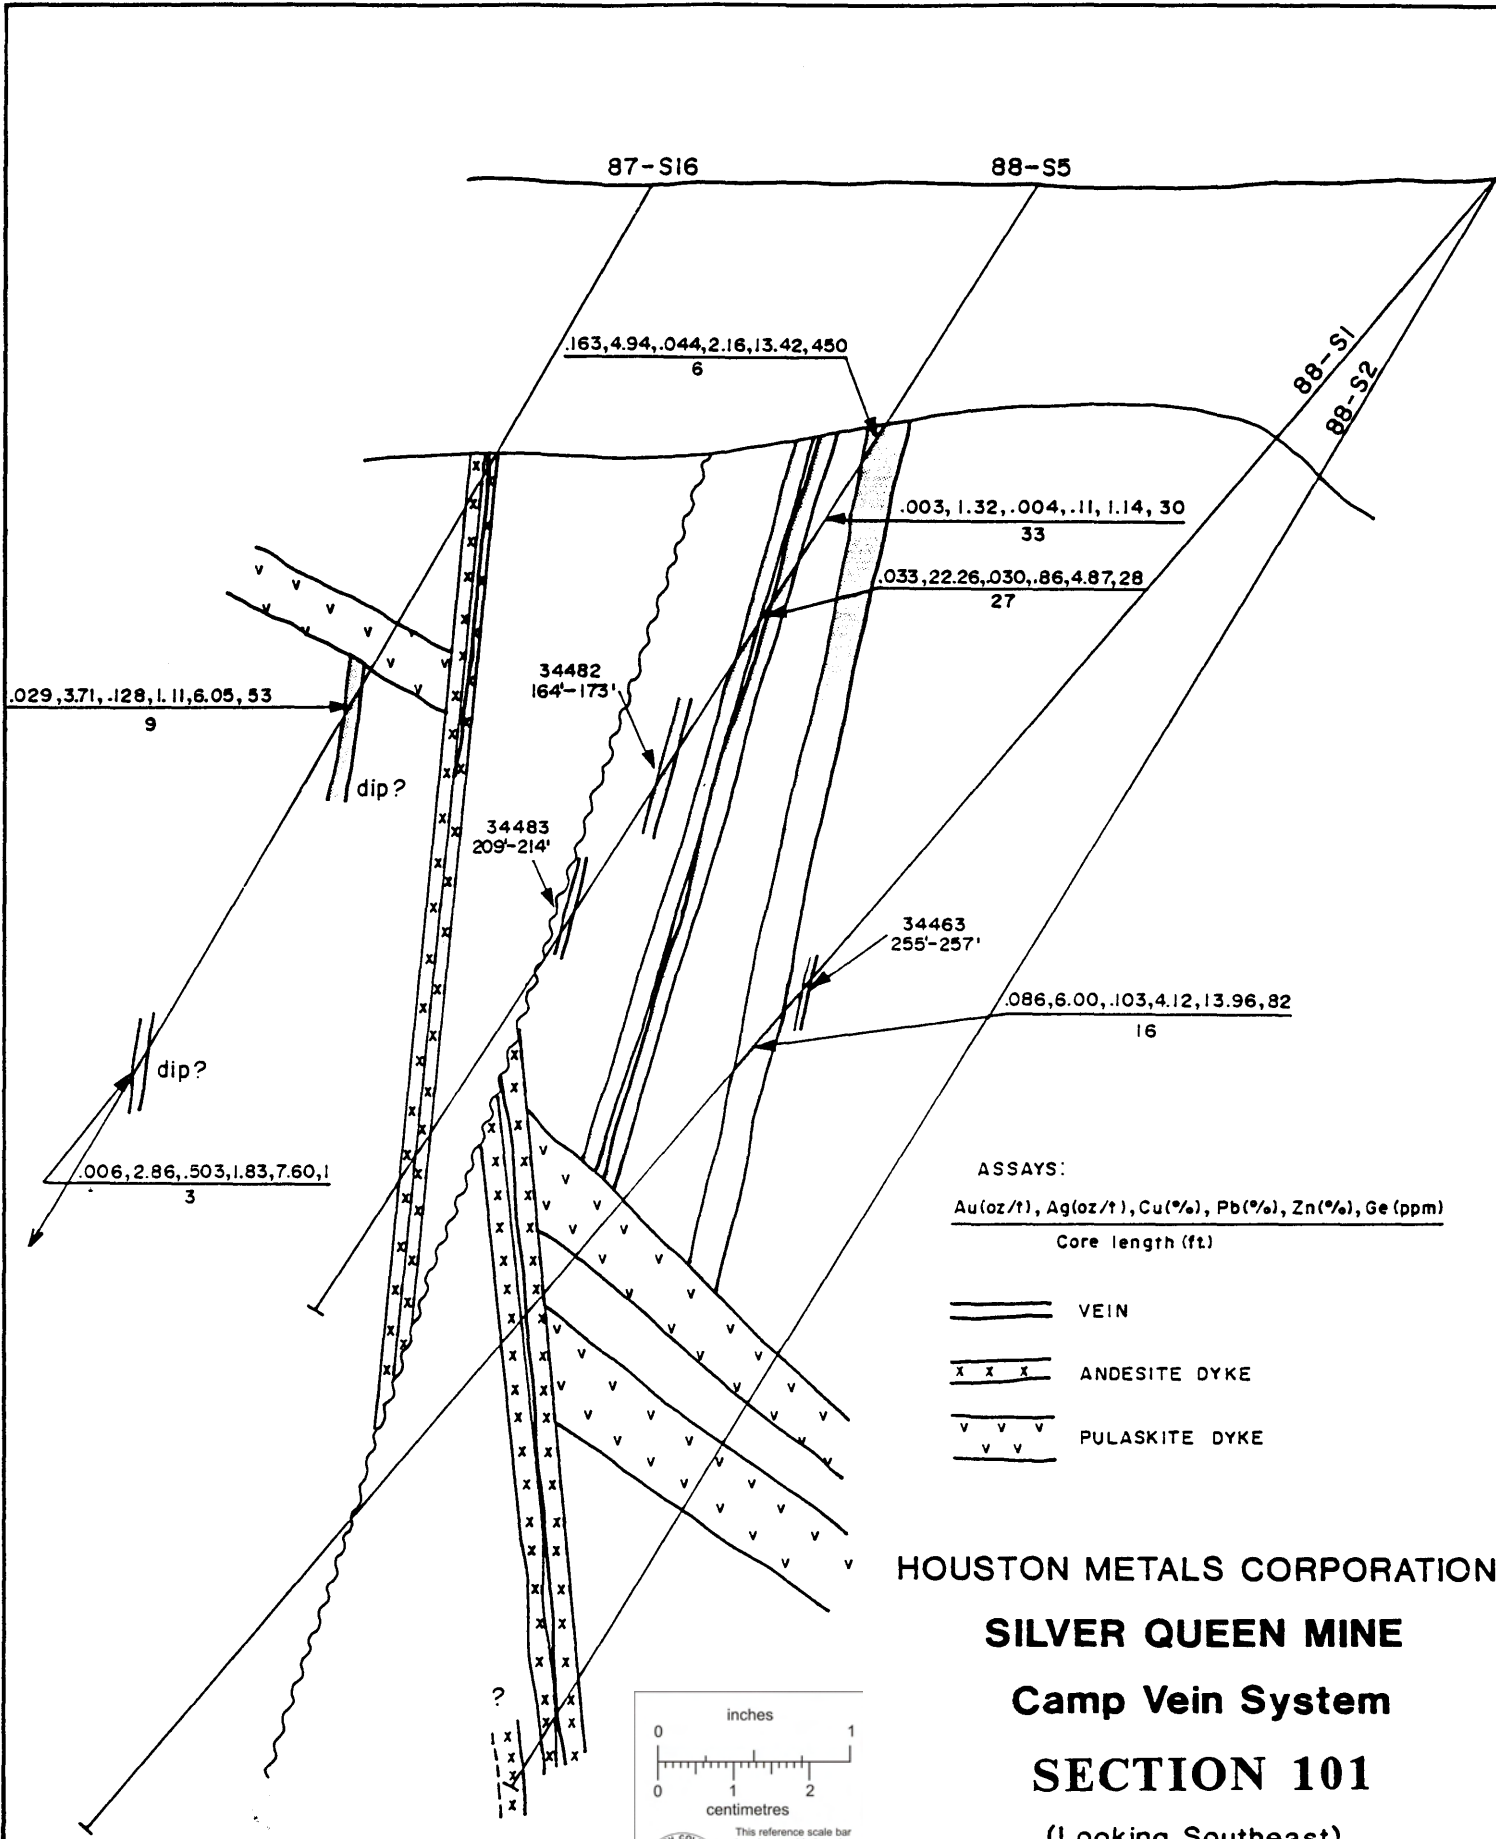 87-S16
88-S5
88-S1
88-S2
.163,4.94,.044,2.16,13.42,450
6
.003, 1.32, .004, .11, 1.14, 30
33
.033,22.26,.030,.86,4.87,28
27
34482
164'-173'
.029,3.71,.128,1.11,6.05,53
9
dip?
34483
209'-214'
34463
255'-257'
.086,6.00,.103,4.12,13.96,82
16
dip?
.006,2.86,.503,1.83,7.60,1
3
ASSAYS:
Au(oz/t), Ag(oz/t), Cu(%), Pb(%), Zn(%), Ge(ppm)
Core length (ft.)
VEIN
ANDESITE DYKE
PULASKITE DYKE
HOUSTON METALS CORPORATION
SILVER QUEEN MINE
Camp Vein System
SECTION 101
(Looking Southeast)
?
inches
0 1
0 1 2
centimetres
This reference scale bar